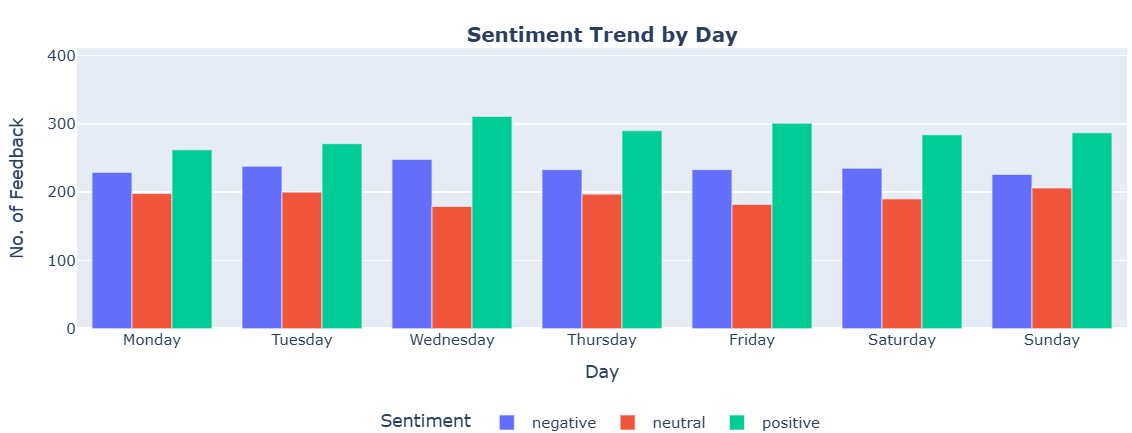 Sentiment Trend by Day
No. of Feedback
400
300
200
100
0
Monday Tuesday Wednesday Thursday Friday Saturday Sunday
Day
Sentiment negative neutral positive